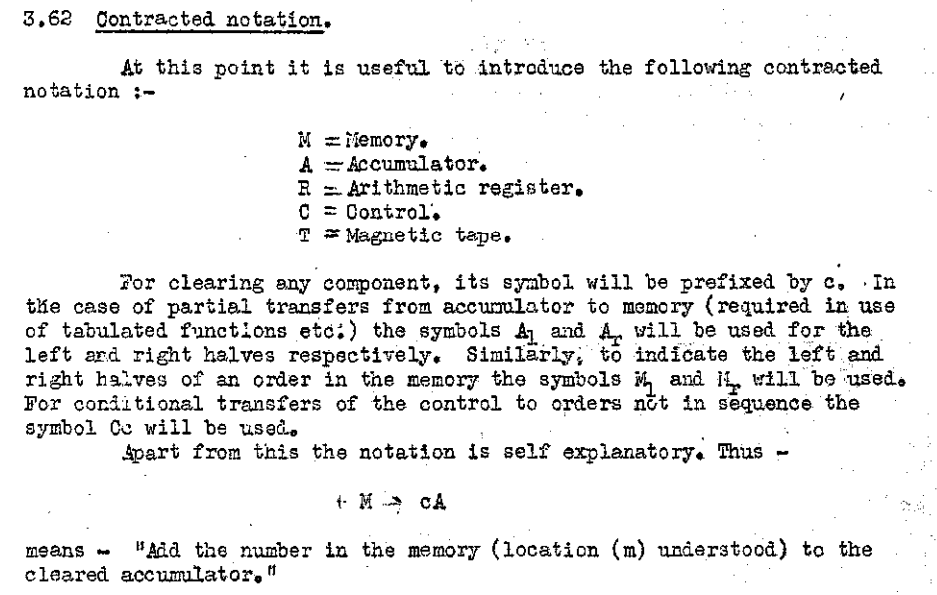 3.62 Contracted notation.
At this point it is useful to introduce the following contracted
notation :-
M = Memory.
A = Accumulator.
R = Arithmetic register.
C = Control.
T = Magnetic tape.
For clearing any component, its symbol will be prefixed by c. In
the case of partial transfers from accumulator to memory (required in use
of tabulated functions etc.) the symbols Al and Ar will be used for the
left and right halves respectively. Similarly, to indicate the left and
right halves of an order in the memory the symbols Ml and Mr will be used.
For conditional transfers of the control to orders not in sequence the
symbol Cc will be used.
Apart from this the notation is self explanatory. Thus -
+ M → cA
means - "Add the number in the memory (location (m) understood) to the
cleared accumulator."